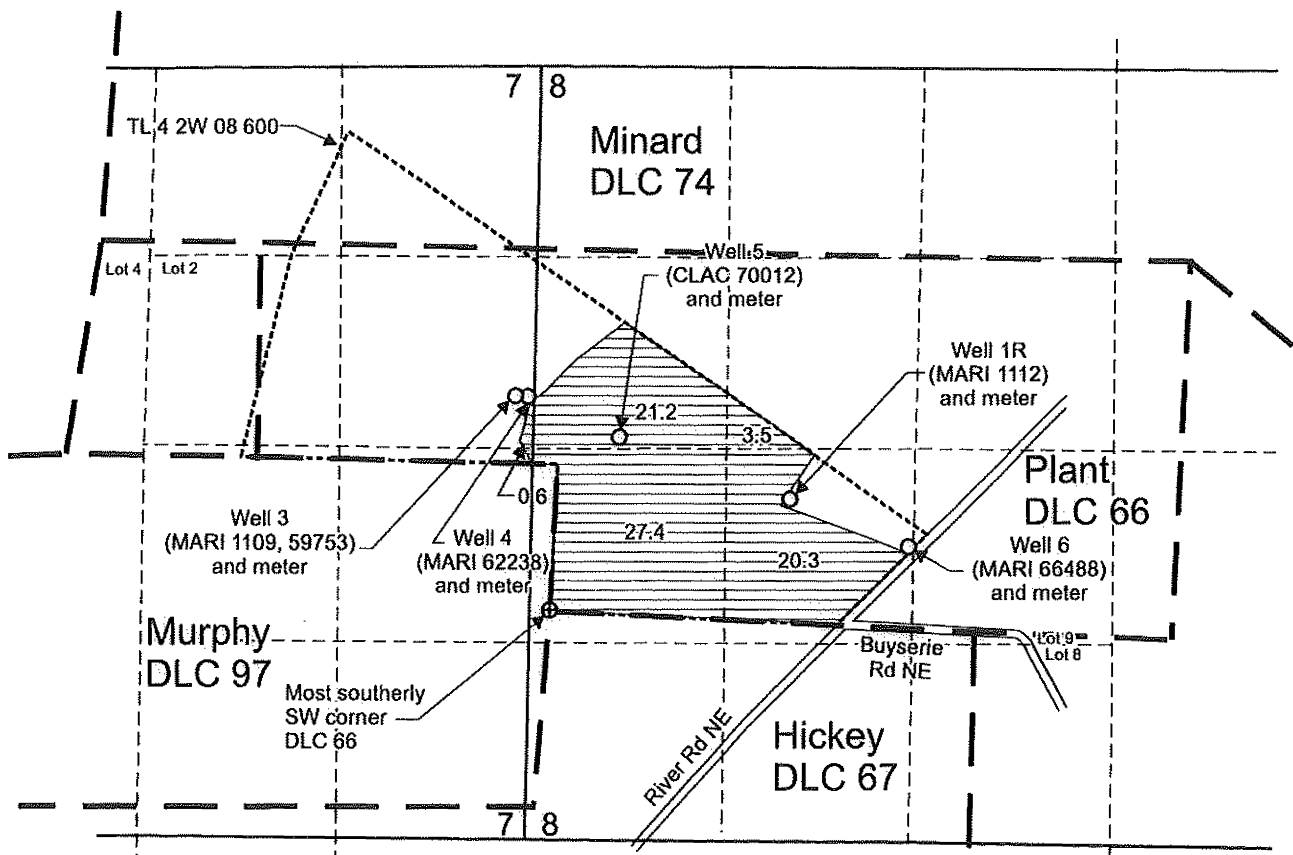 7 8
TL 4 2W 08 600
Minard
DLC 74
Lot 4
Lot 2
Well 5
(CLAC 70012)
and meter
Well 1R
(MARI 1112)
and meter
21.2
3.5
Plant
DLC 66
0.6
Well 3
(MARI 1109, 59753)
and meter
Well 4
(MARI 62238)
and meter
27.4
20.3
Well 6
(MARI 66488)
and meter
Murphy
DLC 97
Lot 9
Lot 8
Buyserie
Rd NE
Most southerly
SW corner
DLC 66
River Rd NE
Hickey
DLC 67
7 8